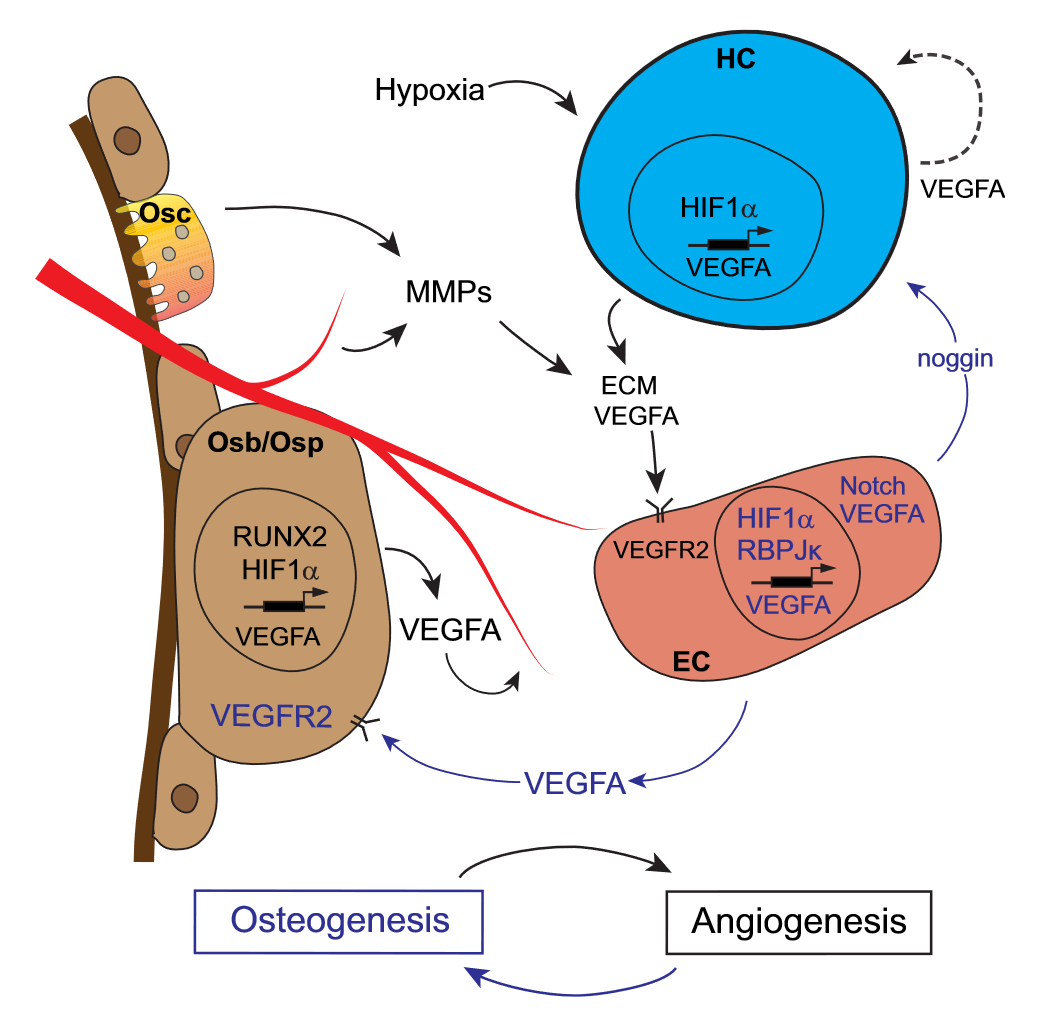 HC
Hypoxia
VEGFA
HIF1α
VEGFA
Osc
MMPs
ECM
VEGFA
noggin
Osb/Osp
RUNX2
HIF1α
VEGFA
VEGFR2
VEGFA
VEGFR2
HIF1α
RBPJκ
VEGFA
Notch
VEGFA
EC
VEGFA
Osteogenesis
Angiogenesis